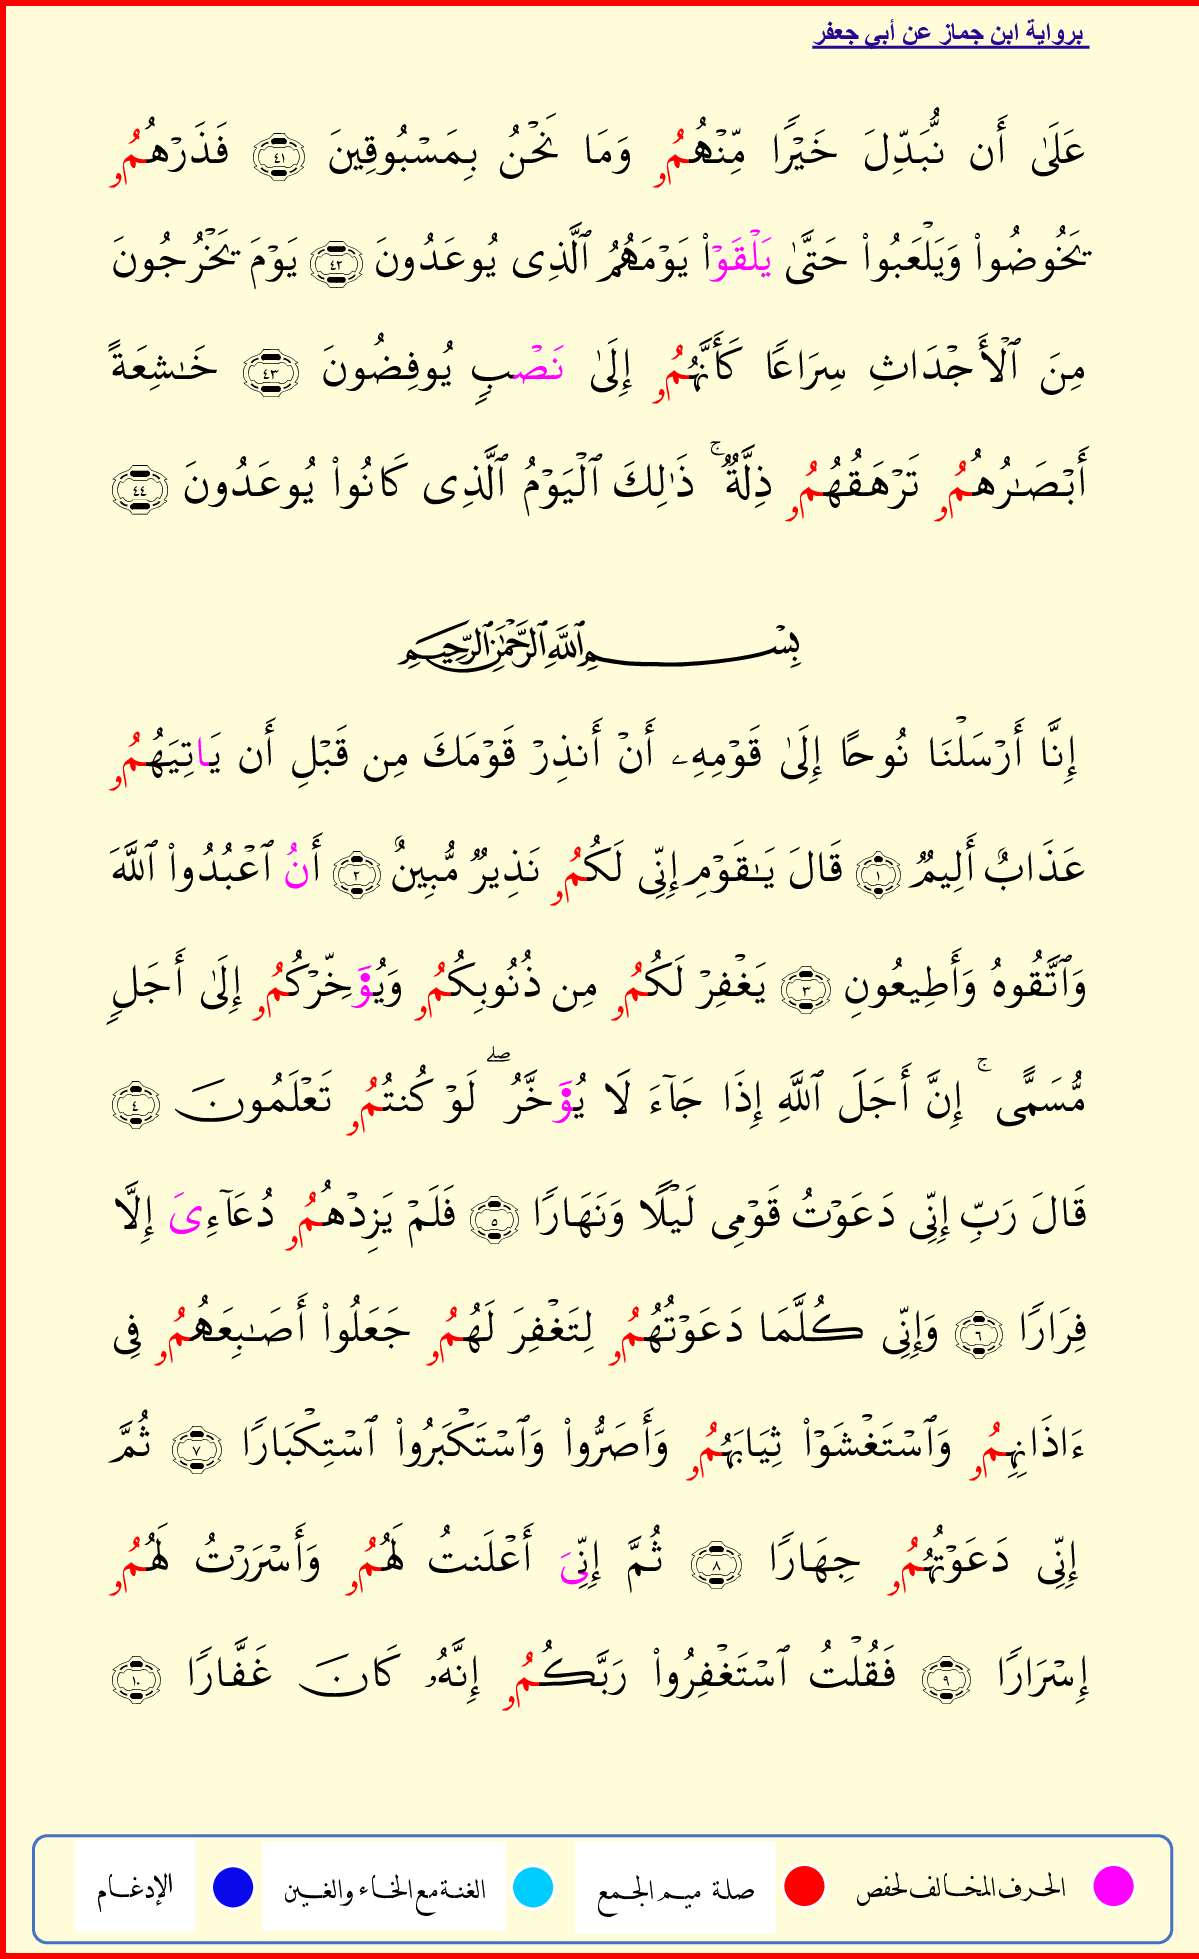 برواية ابن جماز عن أبي جعفر
عَلَىٰ أَن نُّبَدِّلَ خَيْرًا مِّنْهُمُو وَمَا نَحْنُ بِمَسْبُوقِينَ ٤١ فَذَرْهُمُو
يَخُوضُوا۟ وَيَلْعَبُوا۟ حَتَّىٰ يَلْقَوْا۟ يَوْمَهُمُ ٱلَّذِى يُوعَدُونَ ٤٢ يَوْمَ يَخْرُجُونَ
مِنَ ٱلْأَجْدَاثِ سِرَاعًا كَأَنَّهُمُو إِلَىٰ نَصْبٍ يُوفِضُونَ ٤٣ خَـٰشِعَةً
أَبْصَـٰرُهُمُو تَرْهَقُهُمُو ذِلَّةٌ ۚ ذَٰلِكَ ٱلْيَوْمُ ٱلَّذِى كَانُوا۟ يُوعَدُونَ ٤٤
بِسْمِ ٱللَّهِ ٱلرَّحْمَـٰنِ ٱلرَّحِيمِ
إِنَّا أَرْسَلْنَا نُوحًا إِلَىٰ قَوْمِهِۦ أَنْ أَنذِرْ قَوْمَكَ مِن قَبْلِ أَن يَاتِيَهُمُو
عَذَابٌ أَلِيمٌ ١ قَالَ يَـٰقَوْمِ إِنِّى لَكُمُو نَذِيرٌ مُّبِينٌ ٢ أَنُ ٱعْبُدُوا۟ ٱللَّهَ
وَٱتَّقُوهُ وَأَطِيعُونِ ٣ يَغْفِرْ لَكُمُو مِن ذُنُوبِكُمُو وَيُوَخِّرْكُمُو إِلَىٰ أَجَلٍ
مُّسَمًّى ۚ إِنَّ أَجَلَ ٱللَّهِ إِذَا جَآءَ لَا يُوَخَّرُ ۖ لَوْ كُنتُمُو تَعْلَمُونَ ٤
قَالَ رَبِّ إِنِّى دَعَوْتُ قَوْمِى لَيْلًا وَنَهَارًا ٥ فَلَمْ يَزِدْهُمُو دُعَآءِىَ إِلَّا
فِرَارًا ٦ وَإِنِّى كُلَّمَا دَعَوْتُهُمُو لِتَغْفِرَ لَهُمُو جَعَلُوا۟ أَصَـٰبِعَهُمُو فِى
ءَاذَانِهِمُو وَٱسْتَغْشَوْا۟ ثِيَابَهُمُو وَأَصَرُّوا۟ وَٱسْتَكْبَرُوا۟ ٱسْتِكْبَارًا ٧ ثُمَّ
إِنِّى دَعَوْتُهُمُو جِهَارًا ٨ ثُمَّ إِنِّىَ أَعْلَنتُ لَهُمُو وَأَسْرَرْتُ لَهُمُو
إِسْرَارًا ٩ فَقُلْتُ ٱسْتَغْفِرُوا۟ رَبَّكُمُو إِنَّهُۥ كَانَ غَفَّارًا ١٠
الحرف المخالف لحفص صلة ميم الجمع الغنة مع الخاء والغين الإدغام